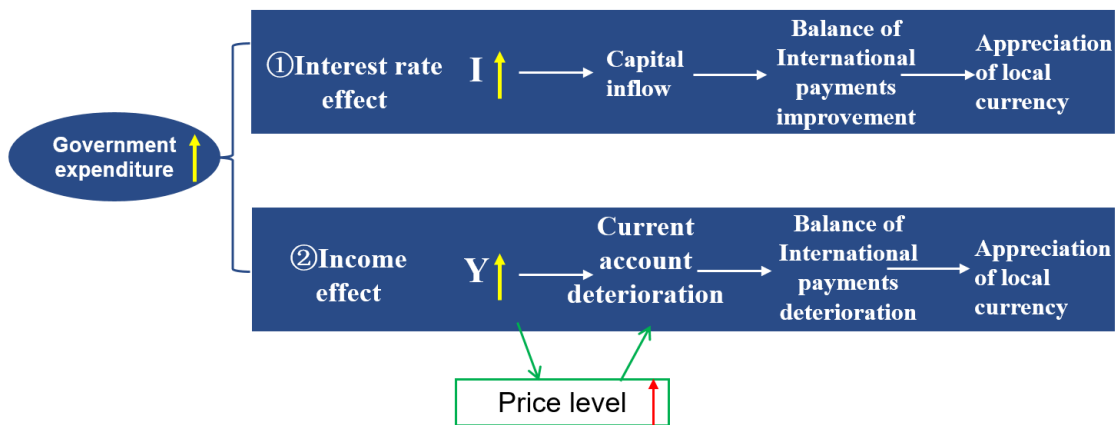 Government
expenditure
①Interest rate
effect
I
Capital
inflow
Balance of
International
payments
improvement
Appreciation
of local
currency
②Income
effect
Y
Current
account
deterioration
Balance of
International
payments
deterioration
Appreciation
of local
currency
Price level